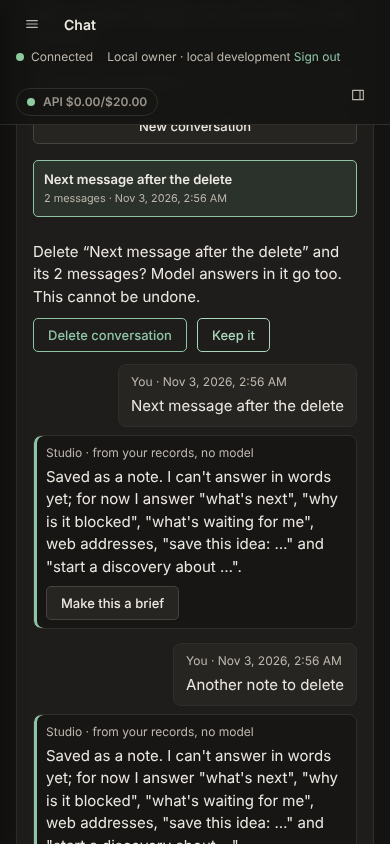 Chat
Connected Local owner · local development Sign out
API $0.00/$20.00
New conversation
Next message after the delete
2 messages · Nov 3, 2026, 2:56 AM
Delete “Next message after the delete” and
its 2 messages? Model answers in it go too.
This cannot be undone.
Delete conversation Keep it
You · Nov 3, 2026, 2:56 AM
Next message after the delete
Studio · from your records, no model
Saved as a note. I can't answer in words
yet; for now I answer "what's next", "why
is it blocked", "what's waiting for me",
web addresses, "save this idea: ..." and
"start a discovery about ...".
Make this a brief
You · Nov 3, 2026, 2:56 AM
Another note to delete
Studio · from your records, no model
Saved as a note. I can't answer in words
yet; for now I answer "what's next", "why
is it blocked", "what's waiting for me",
web addresses, "save this idea: ..." and
"start a discovery about ..."